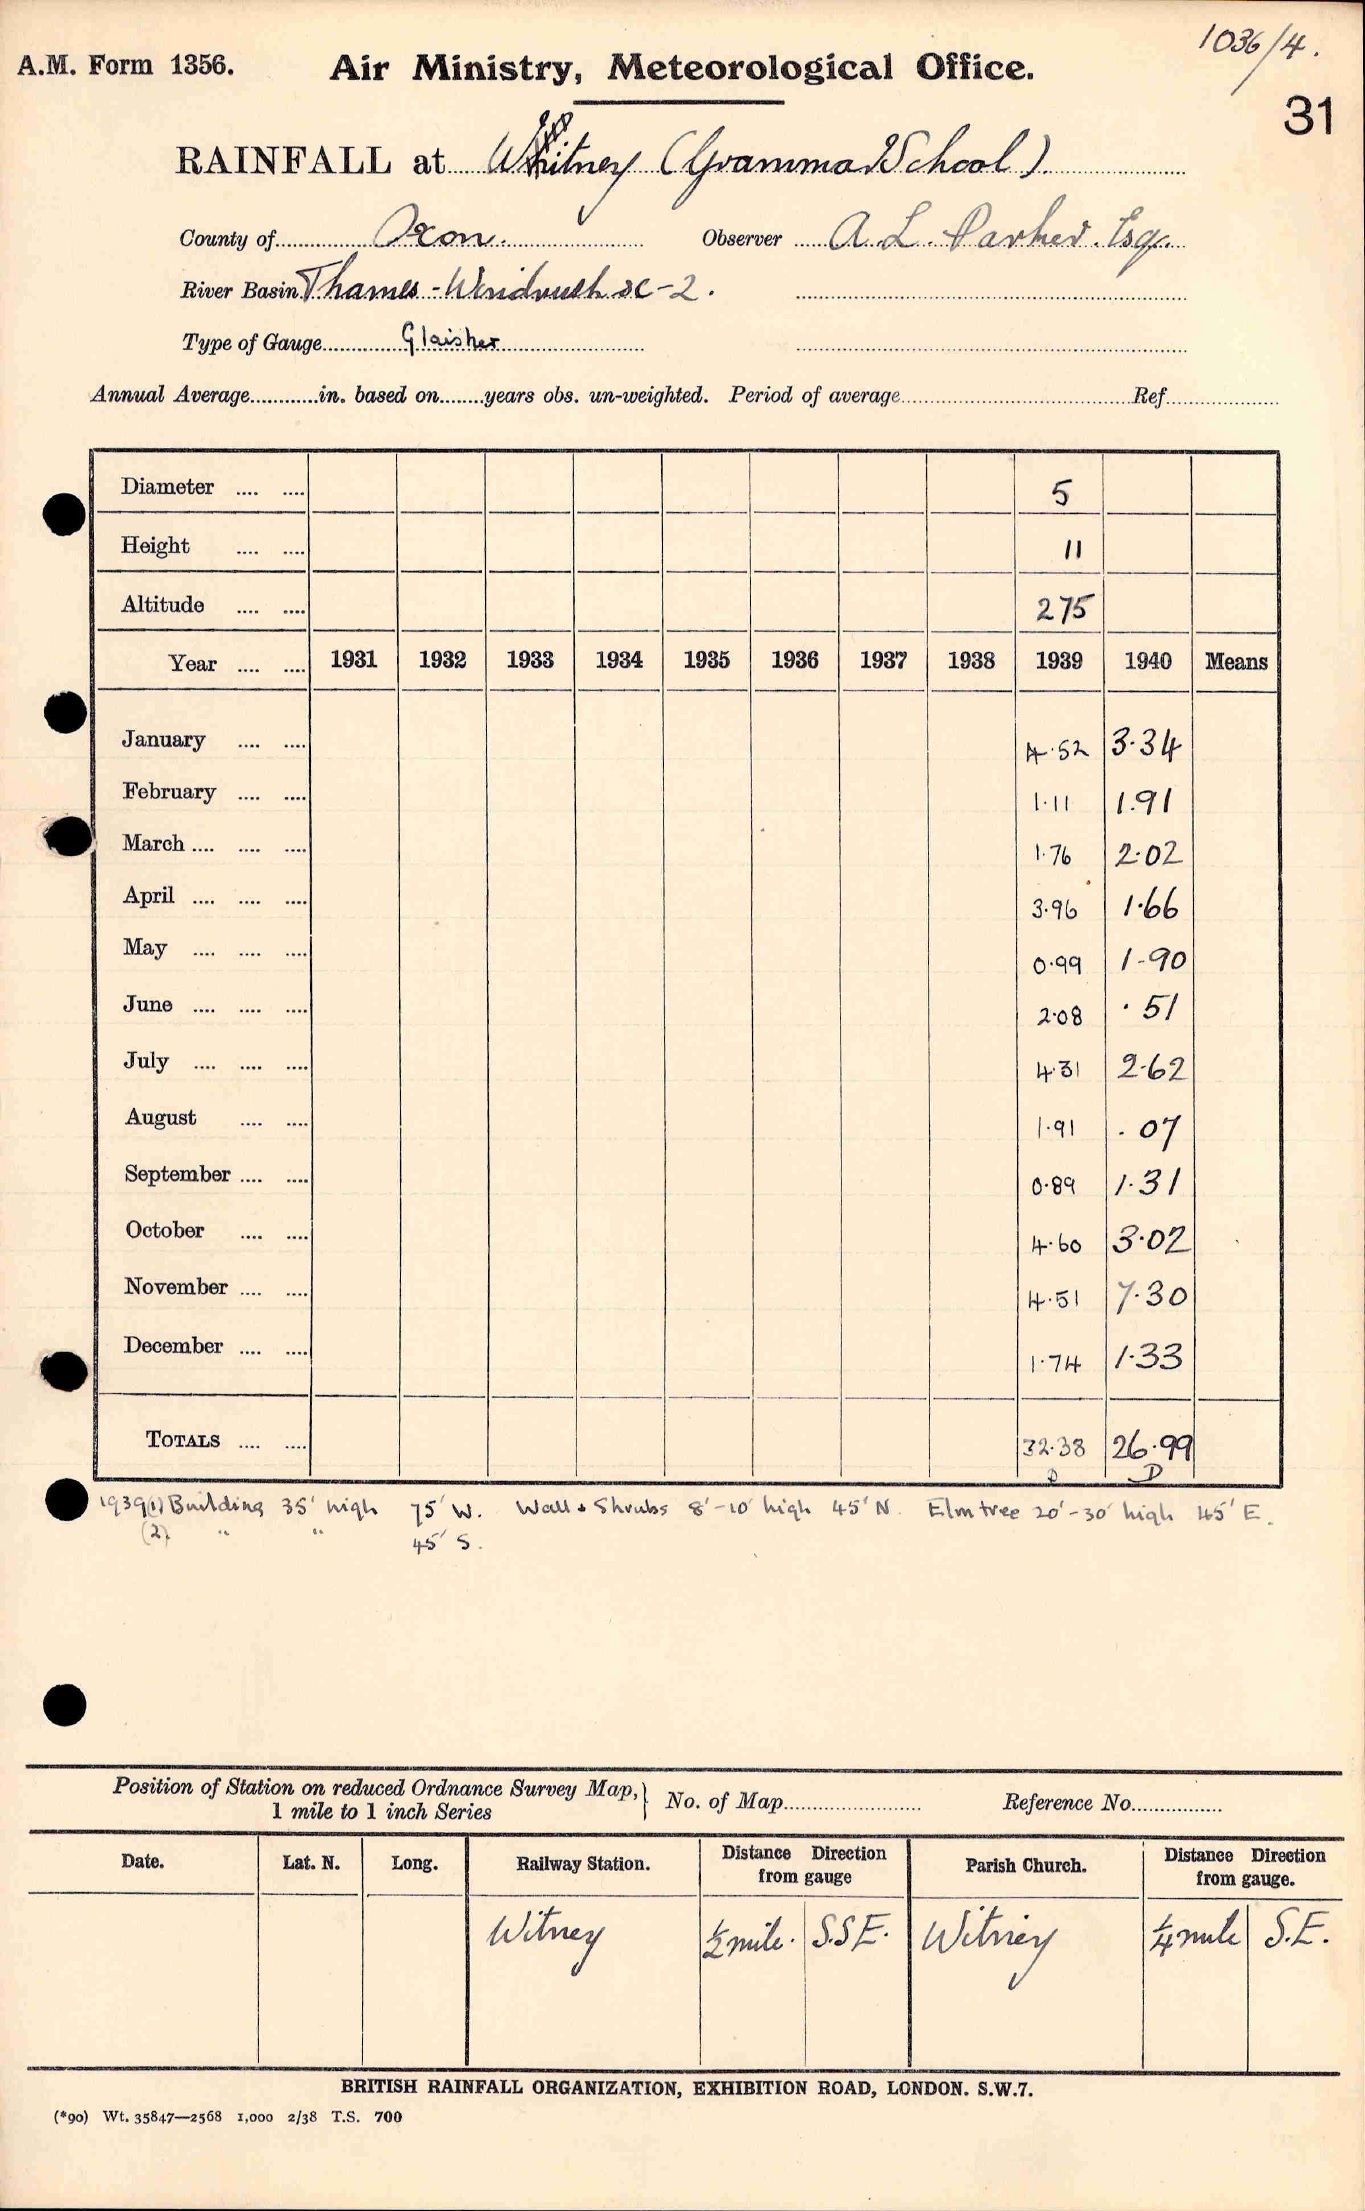 1036/4.
A.M. Form 1356. Air Ministry, Meteorological Office.
31
RAINFALL at Witney (Grammar School).
County of Oxon. Observer A. L. Parker. Esq.
River Basin Thames - Windrush 2C-2.
Type of Gauge Glaisher
Annual Average............in. based on........years obs. un-weighted. Period of average............ Ref............
Diameter .... .... 5
Height .... .... 11
Altitude .... .... 275
Year .... .... 1931 1932 1933 1934 1935 1936 1937 1938 1939 1940 Means
January .... .... 4.52 3.34
February .... .... 1.11 1.91
March .... .... .... 1.76 2.02
April .... .... .... 3.96 1.66
May .... .... .... 0.99 1.90
June .... .... .... 2.08 .51
July .... .... .... 4.31 2.62
August .... .... 1.91 .07
September .... .... 0.89 1.31
October .... .... 4.60 3.02
November .... .... 4.51 7.30
December .... .... 1.74 1.33
TOTALS .... .... 32.38 26.99
D D
1939 (1) Building 35' high 75' W. Wall + Shrubs 8'-10' high 45' N. Elm tree 20'-30' high 45' E.
(2) " " 45' S.
Position of Station on reduced Ordnance Survey Map, } No. of Map............ Reference No............
1 mile to 1 inch Series
Date. Lat. N. Long. Railway Station. Distance Direction from gauge Parish Church. Distance Direction from gauge.
Witney ½ mile. S.S.E. Witney ¼ mile S.E.
BRITISH RAINFALL ORGANIZATION, EXHIBITION ROAD, LONDON. S.W.7.
(*90) Wt. 35847—2568 1,000 2/38 T.S. 700